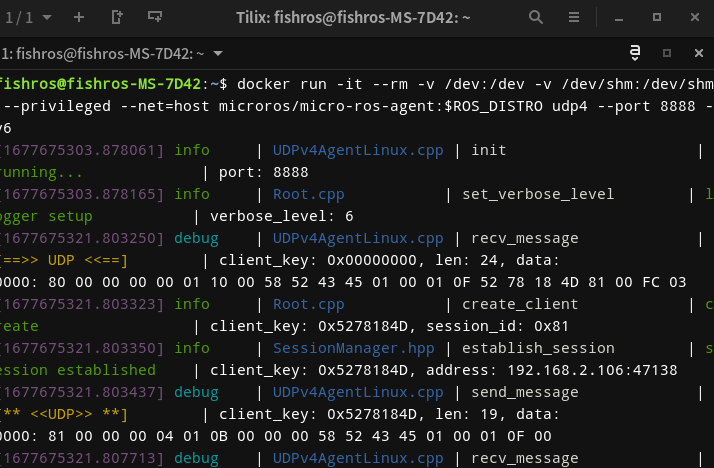 1 / 1 Tilix: fishros@fishros-MS-7D42: ~
1: fishros@fishros-MS-7D42: ~ a
fishros@fishros-MS-7D42:~$ docker run -it --rm -v /dev:/dev -v /dev/shm:/dev/shm
--privileged --net=host microros/micro-ros-agent:$ROS_DISTRO udp4 --port 8888 -
v6
[1677675303.878061] info | UDPv4AgentLinux.cpp | init |
running... | port: 8888
[1677675303.878165] info | Root.cpp | set_verbose_level | l
ogger setup | verbose_level: 6
[1677675321.803250] debug | UDPv4AgentLinux.cpp | recv_message |
[==>> UDP <<==] | client_key: 0x00000000, len: 24, data:
0000: 80 00 00 00 00 01 10 00 58 52 43 45 01 00 01 0F 52 78 18 4D 81 00 FC 03
[1677675321.803323] info | Root.cpp | create_client | c
reate | client_key: 0x5278184D, session_id: 0x81
[1677675321.803350] info | SessionManager.hpp | establish_session | s
ession established | client_key: 0x5278184D, address: 192.168.2.106:47138
[1677675321.803437] debug | UDPv4AgentLinux.cpp | send_message |
[** <<UDP>> **] | client_key: 0x5278184D, len: 19, data:
0000: 81 00 00 00 04 01 0B 00 00 00 58 52 43 45 01 00 01 0F 00
[1677675321.807713] debug | UDPv4AgentLinux.cpp | recv_message |